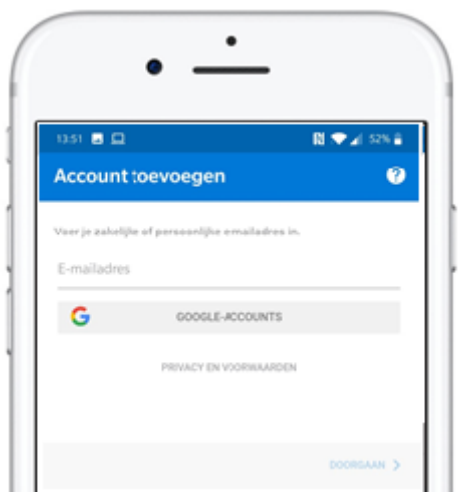 13:51 52%
Account toevoegen
Voer je zakelijke of persoonlijke emailadres in.
E-mailadres
GOOGLE-ACCOUNTS
PRIVACY EN VOORWAARDEN
DOORGAAN